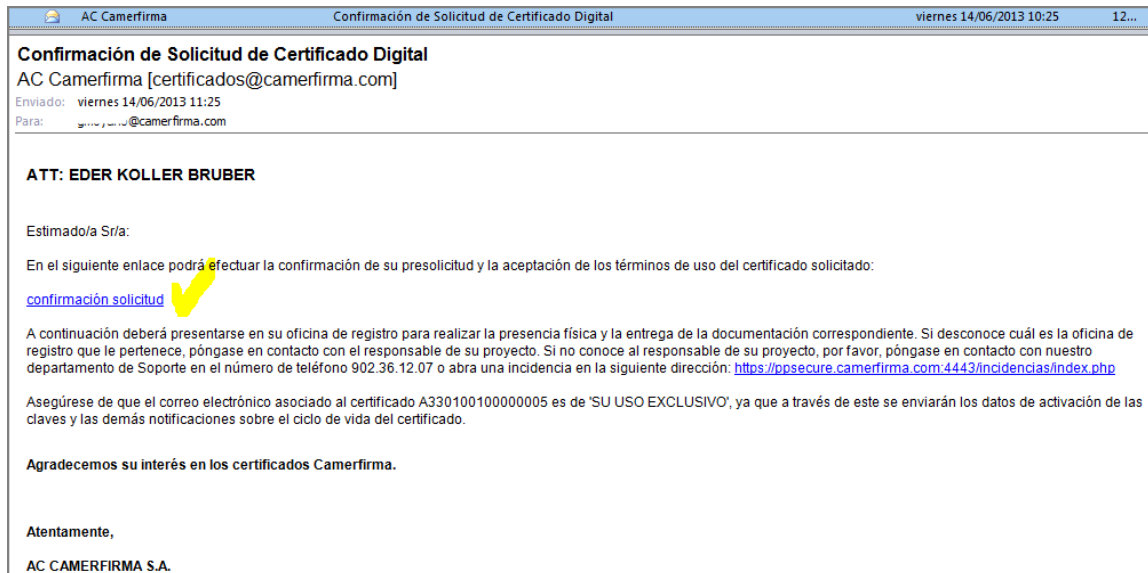 AC Camerfirma Confirmación de Solicitud de Certificado Digital viernes 14/06/2013 10:25 12...
Confirmación de Solicitud de Certificado Digital
AC Camerfirma [certificados@camerfirma.com]
Enviado: viernes 14/06/2013 11:25
Para: @camerfirma.com
ATT: EDER KOLLER BRUBER
Estimado/a Sr/a:
En el siguiente enlace podrá efectuar la confirmación de su presolicitud y la aceptación de los términos de uso del certificado solicitado:
confirmación solicitud
A continuación deberá presentarse en su oficina de registro para realizar la presencia física y la entrega de la documentación correspondiente. Si desconoce cuál es la oficina de
registro que le pertenece, póngase en contacto con el responsable de su proyecto. Si no conoce al responsable de su proyecto, por favor, póngase en contacto con nuestro
departamento de Soporte en el número de teléfono 902.36.12.07 o abra una incidencia en la siguiente dirección: https://ppsecure.camerfirma.com:4443/incidencias/index.php
Asegúrese de que el correo electrónico asociado al certificado A330100100000005 es de 'SU USO EXCLUSIVO', ya que a través de este se enviarán los datos de activación de las
claves y las demás notificaciones sobre el ciclo de vida del certificado.
Agradecemos su interés en los certificados Camerfirma.
Atentamente,
AC CAMERFIRMA S.A.